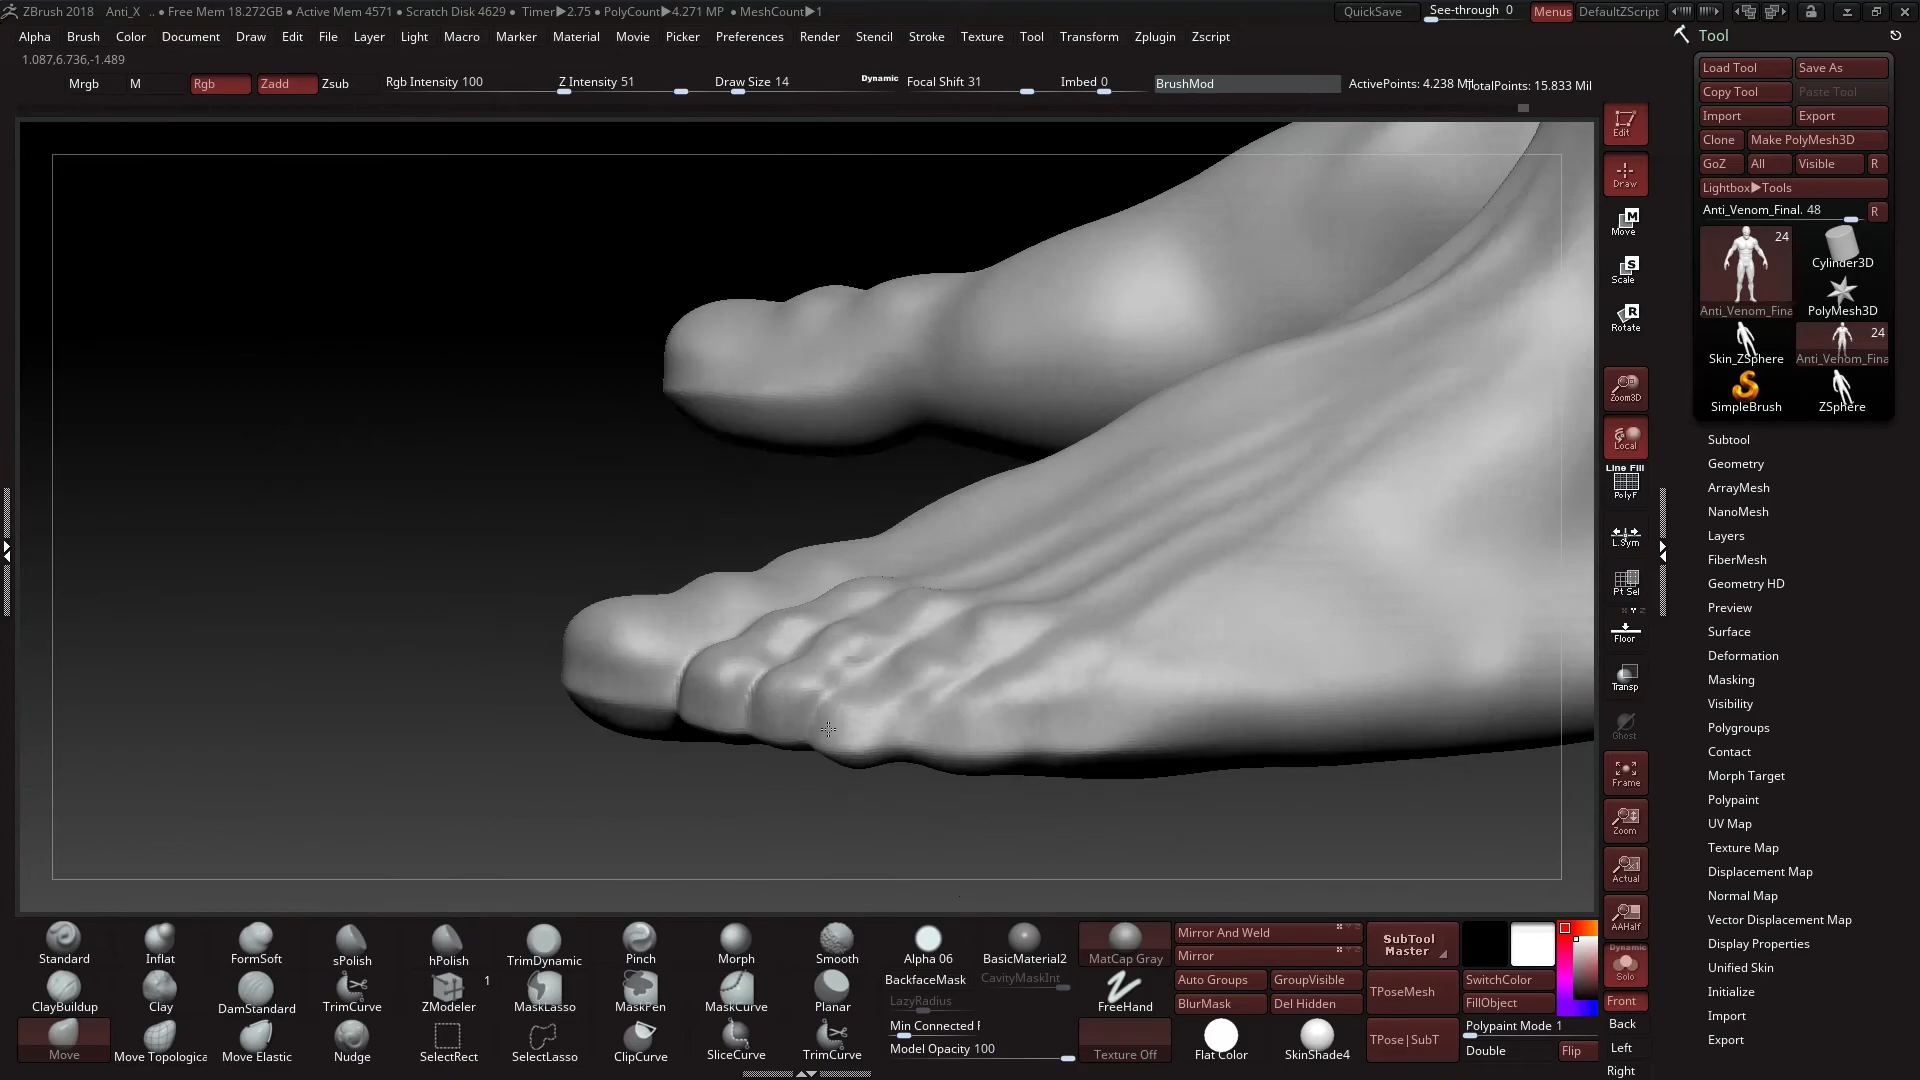 ZBrush 2018 Anti_X .. • Free Mem 18.272GB • Active Mem 4571 • Scratch Disk 4629 • Timer▶2.75 • PolyCount▶4.271 MP • MeshCount▶1 QuickSave See-through 0 Menus DefaultZScript
Alpha Brush Color Document Draw Edit File Layer Light Macro Marker Material Movie Picker Preferences Render Stencil Stroke Texture Tool Transform Zplugin Zscript
Tool
1.087,6.736,-1.489
Mrgb M Rgb Zadd Zsub Rgb Intensity 100 Z Intensity 51 Draw Size 14 Dynamic Focal Shift 31 Imbed 0 BrushMod ActivePoints: 4.238 Mil TotalPoints: 15.833 Mil
Edit
Draw
Move
Scale
Rotate
Zoom3D
Local
Line Fill
PolyF
L.Sym
Pt Sel
Floor
Transp
Ghost
Frame
Zoom
Actual
AAHalf
Dynamic
Solo
Front
Back
Left
Right
Load Tool Save As
Copy Tool Paste Tool
Import Export
Clone Make PolyMesh3D
GoZ All Visible R
Lightbox▶Tools
Anti_Venom_Final. 48 R
24
Cylinder3D
Anti_Venom_Fina PolyMesh3D
24
Skin_ZSphere Anti_Venom_Fina
SimpleBrush ZSphere
Subtool
Geometry
ArrayMesh
NanoMesh
Layers
FiberMesh
Geometry HD
Preview
Surface
Deformation
Masking
Visibility
Polygroups
Contact
Morph Target
Polypaint
UV Map
Texture Map
Displacement Map
Normal Map
Vector Displacement Map
Display Properties
Unified Skin
Initialize
Import
Export
Standard Inflat FormSoft sPolish hPolish TrimDynamic Pinch Morph Smooth Alpha 06 BasicMaterial2 MatCap Gray
ClayBuildup Clay DamStandard TrimCurve ZModeler 1 MaskLasso MaskPen MaskCurve Planar
Move Move Topologica Move Elastic Nudge SelectRect SelectLasso ClipCurve SliceCurve TrimCurve
BackfaceMask CavityMaskInt
LazyRadius FreeHand
Min Connected F
Model Opacity 100 Texture Off
Mirror And Weld
Mirror
Auto Groups GroupVisible
BlurMask Del Hidden
Flat Color SkinShade4
SubTool
Master
TPoseMesh
TPose|SubT
SwitchColor
FillObject
Polypaint Mode 1
Double Flip